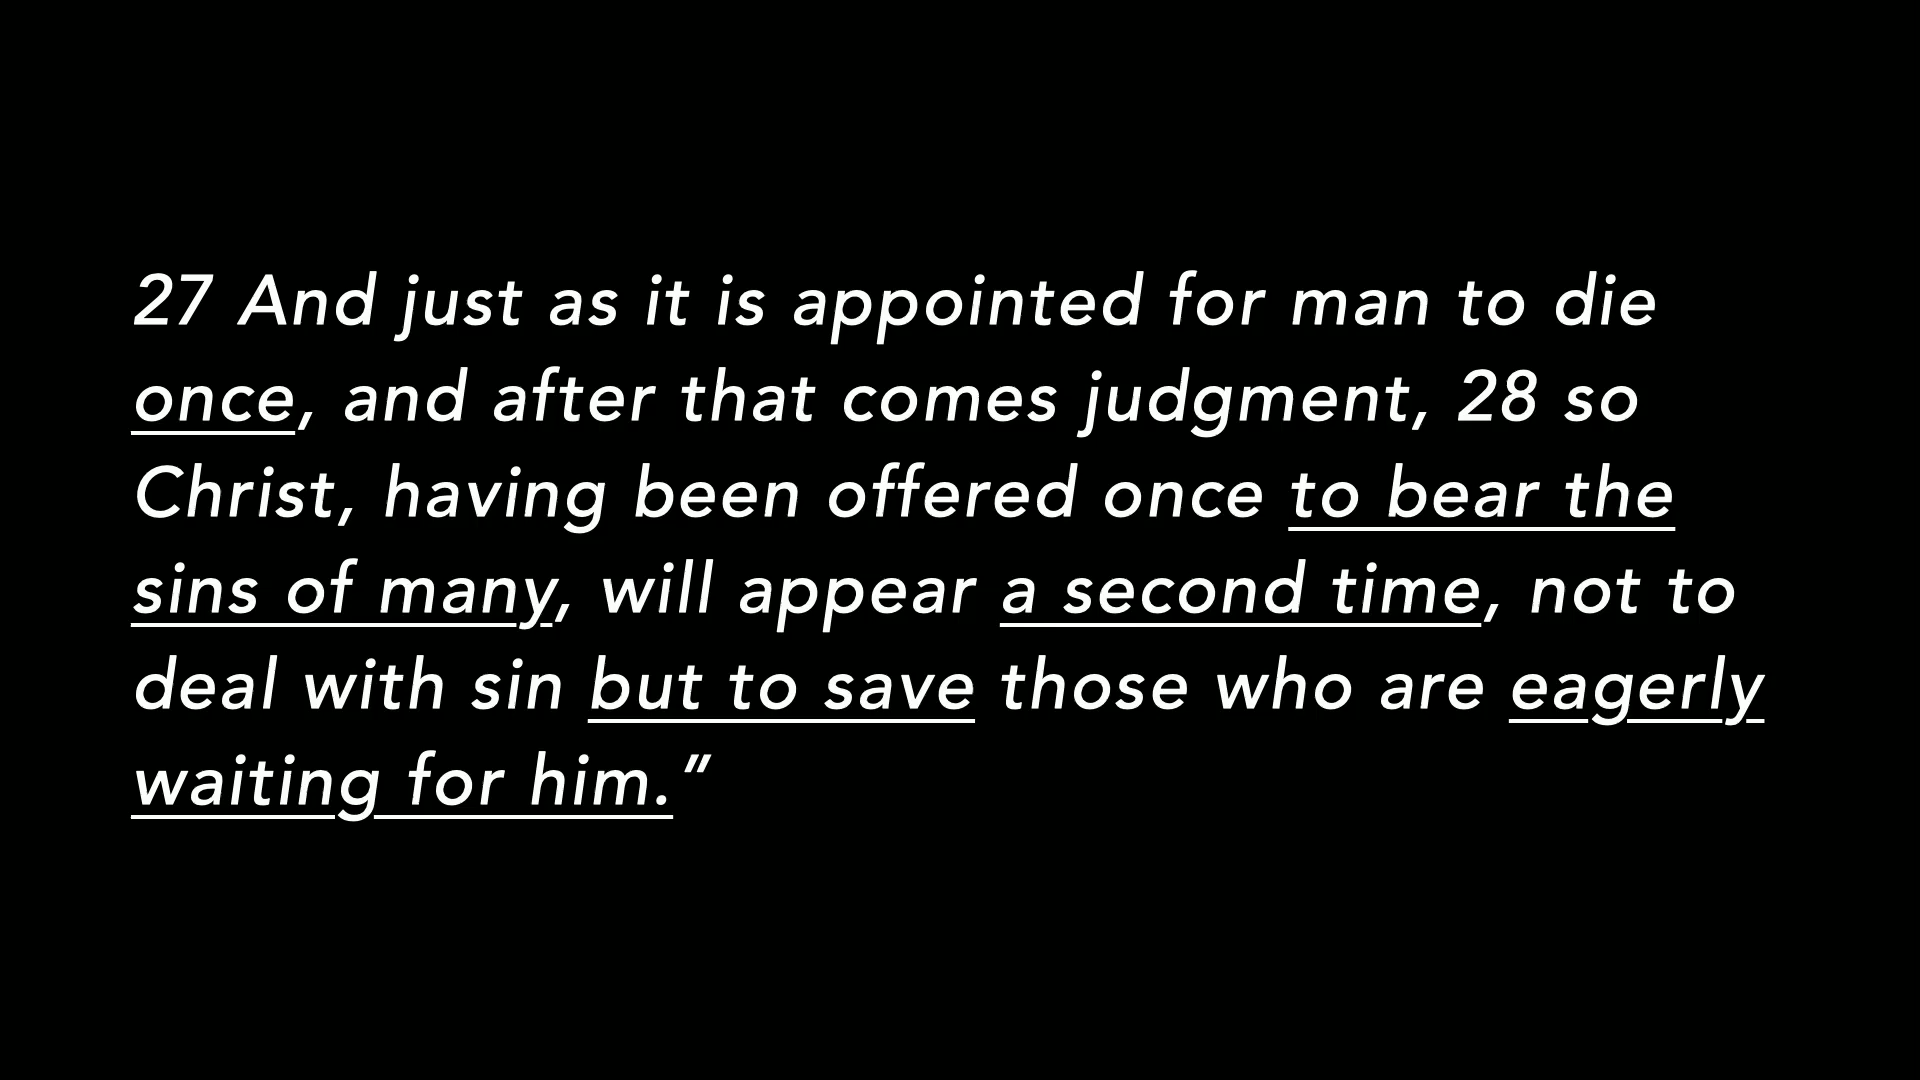 27 And just as it is appointed for man to die
once, and after that comes judgment, 28 so
Christ, having been offered once to bear the
sins of many, will appear a second time, not to
deal with sin but to save those who are eagerly
waiting for him.”